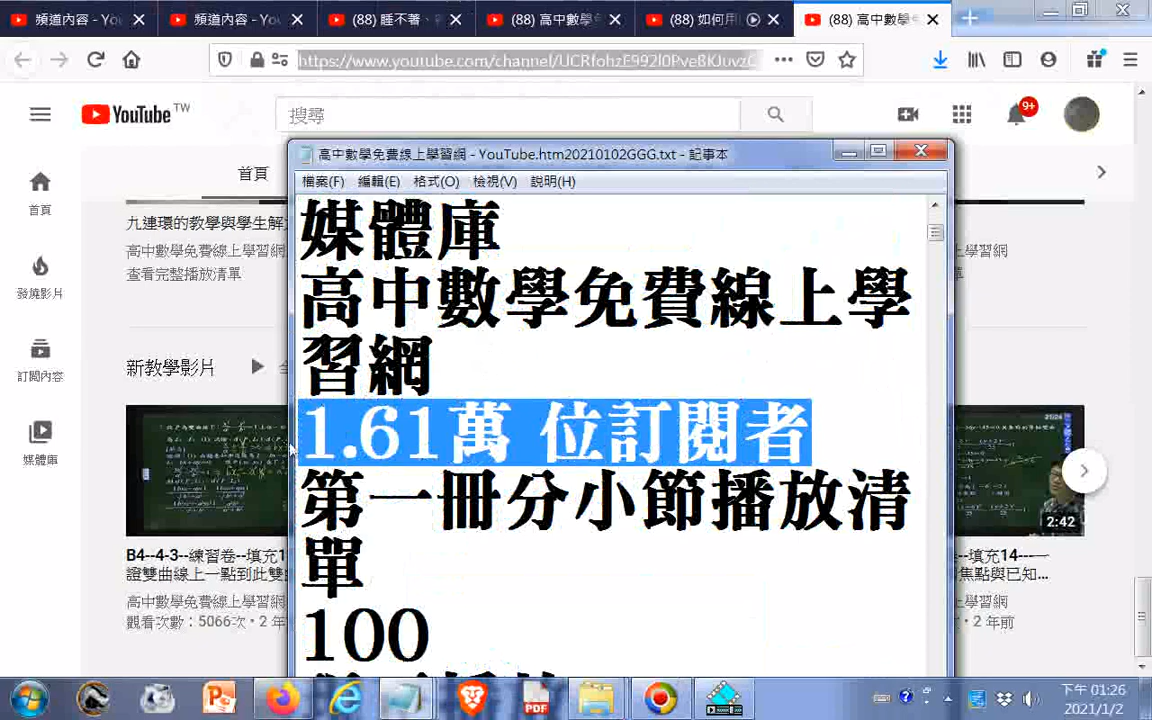 頻道內容 - Yo
頻道內容 - Yo
(88) 睡不著、
(88) 高中數學
(88) 如何用
(88) 高中數學
https://www.youtube.com/channel/UCRfohzE992l0PveBKJuvzC
YouTube TW
搜尋
9+
首頁
首頁
發燒影片
訂閱內容
媒體庫
九連環的教學與學生解
高中數學免費線上學習網
查看完整播放清單
新教學影片
高中數學免費線上學習網 - YouTube.htm20210102GGG.txt - 記事本
檔案(F) 編輯(E) 格式(O) 檢視(V) 說明(H)
媒體庫
高中數學免費線上學
習網
1.61萬 位訂閱者
第一冊分小節播放清
單
100
習網
2:42
B4--4-3--練習卷--填充1
證雙曲線上一點到此雙
高中數學免費線上學習網
觀看次數：5066次 • 2 年
填充14---一
焦點與已知...
習網
• 2 年前
PDF
下午 01:26
2021/1/2